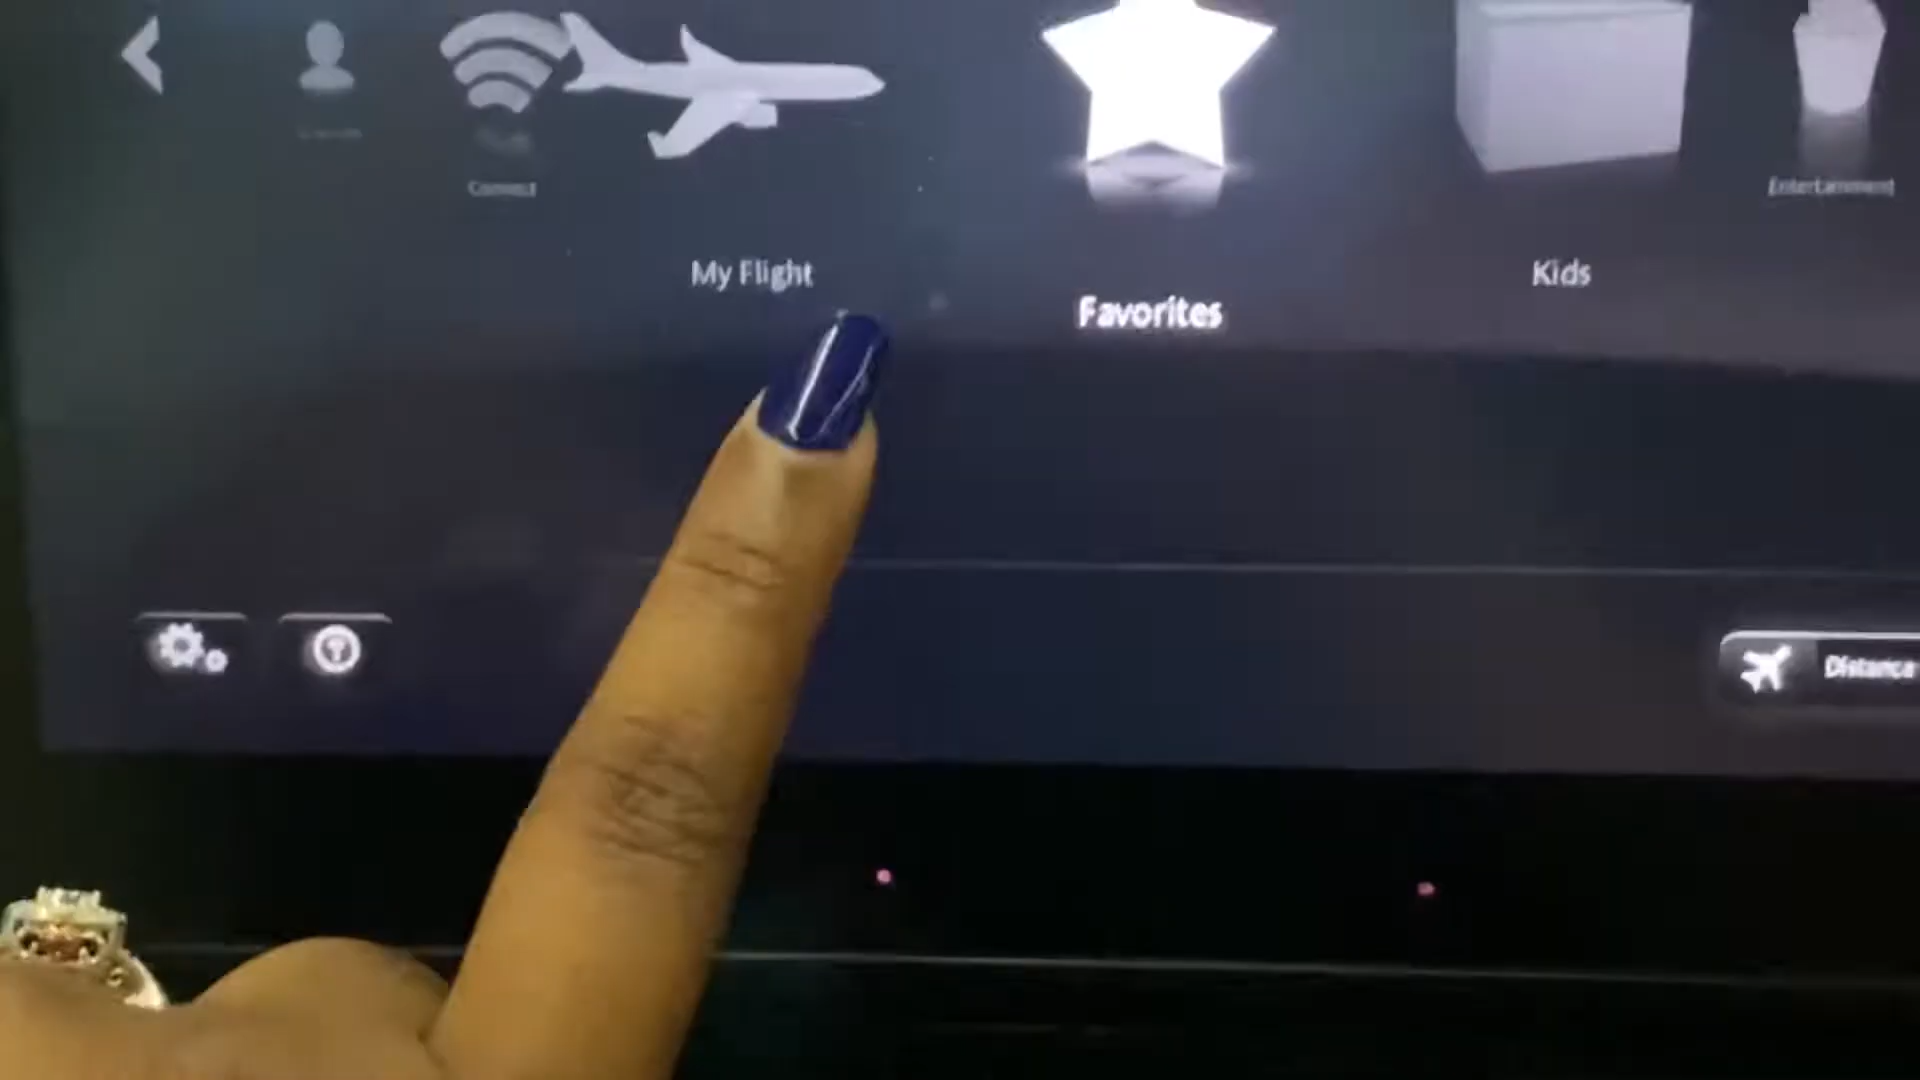 Connect
My Flight
Favorites
Kids
Entertainment
Distance